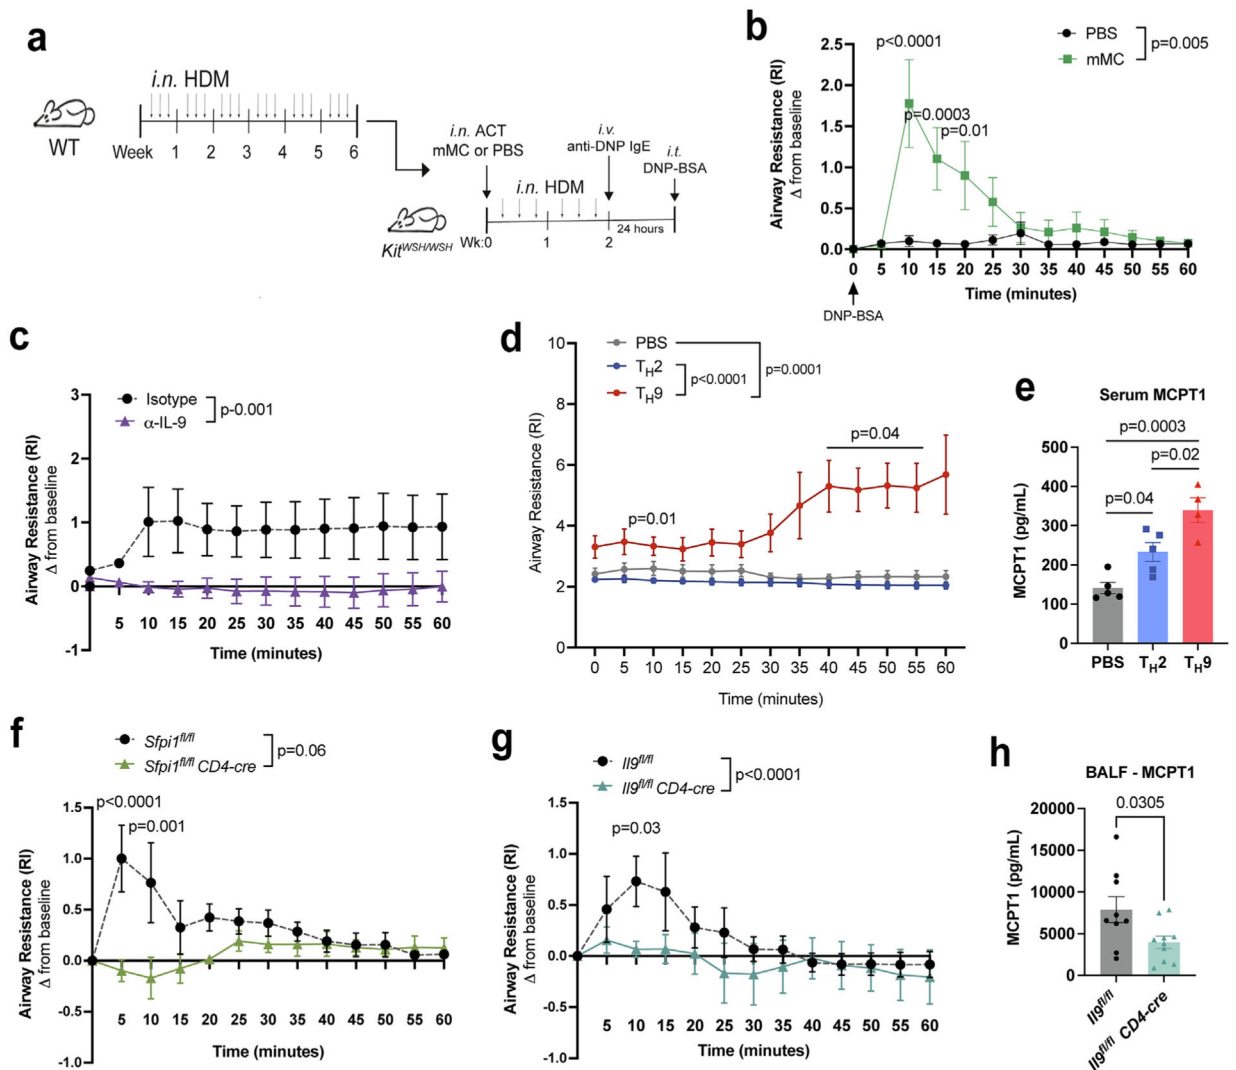 a
i.n. HDM
WT
Week 1 2 3 4 5 6
i.n. ACT
mMC or PBS
i.v.
anti-DNP IgE
i.t.
DNP-BSA
i.n. HDM
24 hours
Kit^WSH/WSH
Wk:0 1 2
b
PBS
mMC
p=0.005
p<0.0001
p=0.0003
p=0.01
Airway Resistance (RI)
Δ from baseline
2.5
2.0
1.5
1.0
0.5
0.0
0 5 10 15 20 25 30 35 40 45 50 55 60
Time (minutes)
DNP-BSA
c
Isotype
α-IL-9
p-0.001
Airway Resistance (RI)
Δ from baseline
3
2
1
0
-1
5 10 15 20 25 30 35 40 45 50 55 60
Time (minutes)
d
PBS
TH2
TH9
p<0.0001
p=0.0001
p=0.01
p=0.04
Airway Resistance (RI)
10
8
6
4
2
0
0 5 10 15 20 25 30 35 40 45 50 55 60
Time (minutes)
e
Serum MCPT1
p=0.0003
p=0.02
p=0.04
MCPT1 (pg/mL)
500
400
300
200
100
0
PBS TH2 TH9
f
Sfpi1^fl/fl
Sfpi1^fl/fl CD4-cre
p=0.06
p<0.0001
p=0.001
Airway Resistance (RI)
Δ from baseline
1.5
1.0
0.5
0.0
-0.5
-1.0
5 10 15 20 25 30 35 40 45 50 55 60
Time (minutes)
g
Il9^fl/fl
Il9^fl/fl CD4-cre
p<0.0001
p=0.03
Airway Resistance (RI)
Δ from baseline
1.5
1.0
0.5
0.0
-0.5
-1.0
5 10 15 20 25 30 35 40 45 50 55 60
Time (minutes)
h
BALF - MCPT1
0.0305
MCPT1 (pg/mL)
20000
15000
10000
5000
0
Il9^fl/fl
Il9^fl/fl CD4-cre